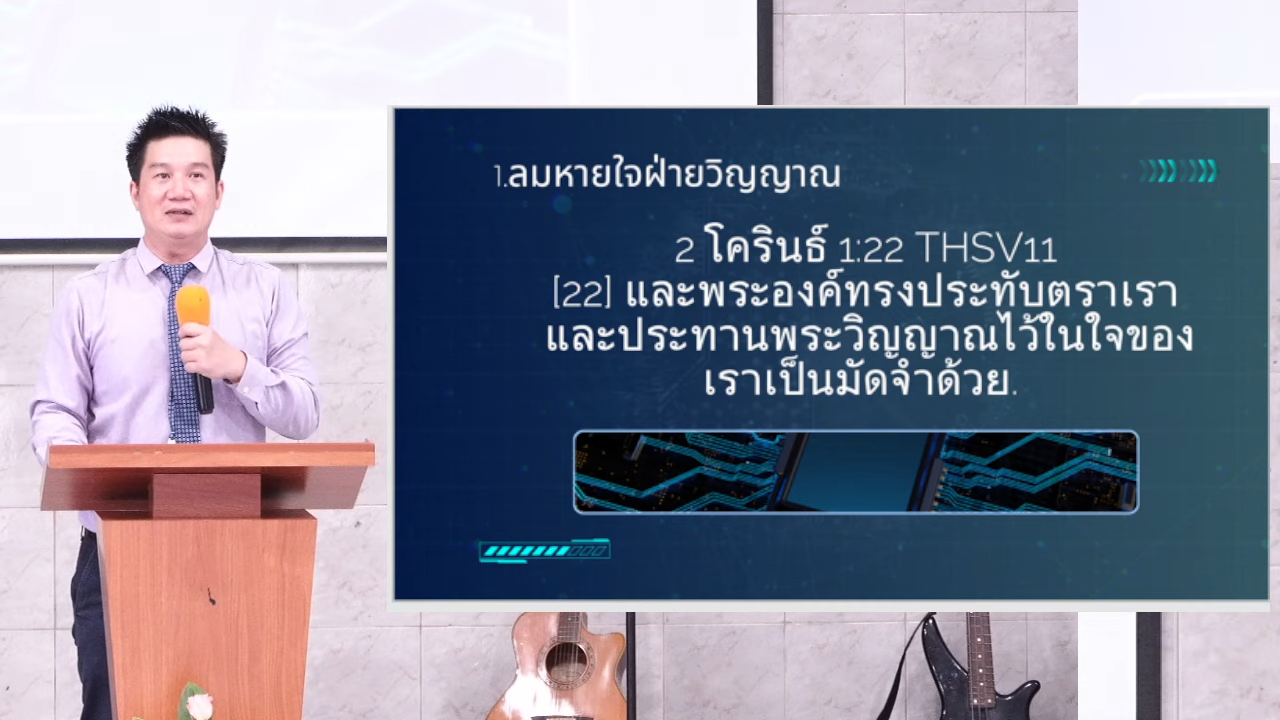 1.ลมหายใจฝ่ายวิญญาณ
2 โครินธ์ 1:22 THSV11
[22] และพระองค์ทรงประทับตราเรา
และประทานพระวิญญาณไว้ในใจของ
เราเป็นมัดจำด้วย.